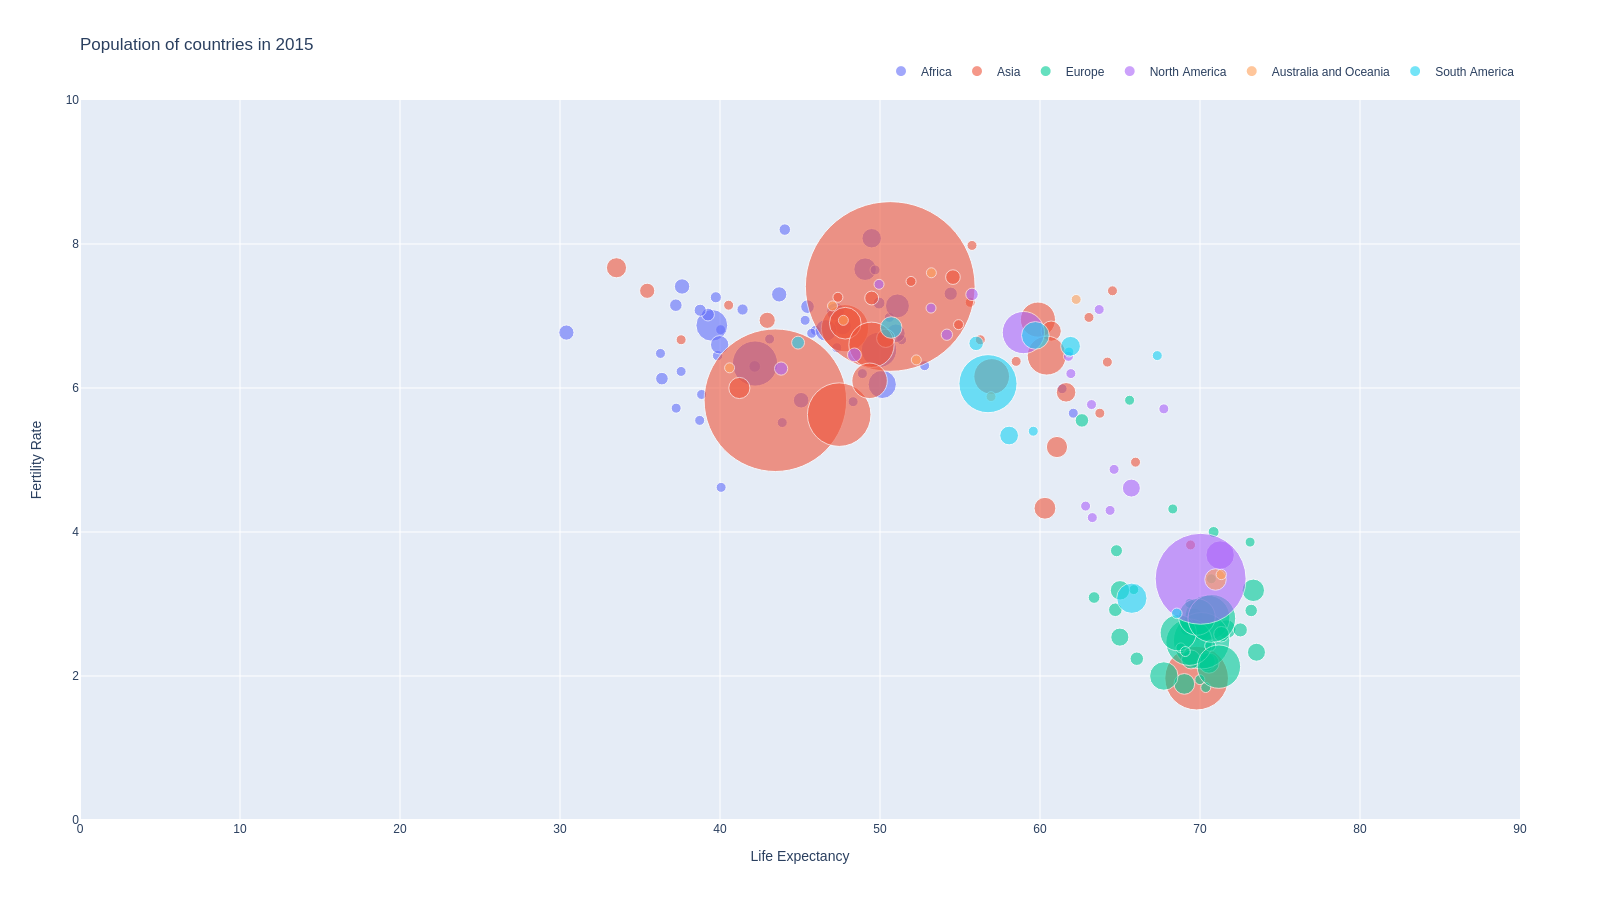 Population of countries in 2015
Africa Asia Europe North America Australia and Oceania South America
10
8
6
4
2
0
Fertility Rate
0 10 20 30 40 50 60 70 80 90
Life Expectancy